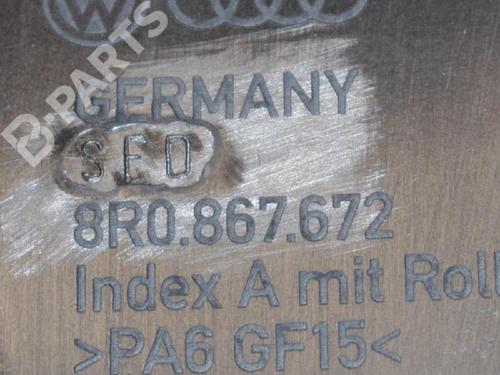 B-PARTS
GERMANY
SED
8R0.867.672
Index A mit Roll
>PA6 GF15<